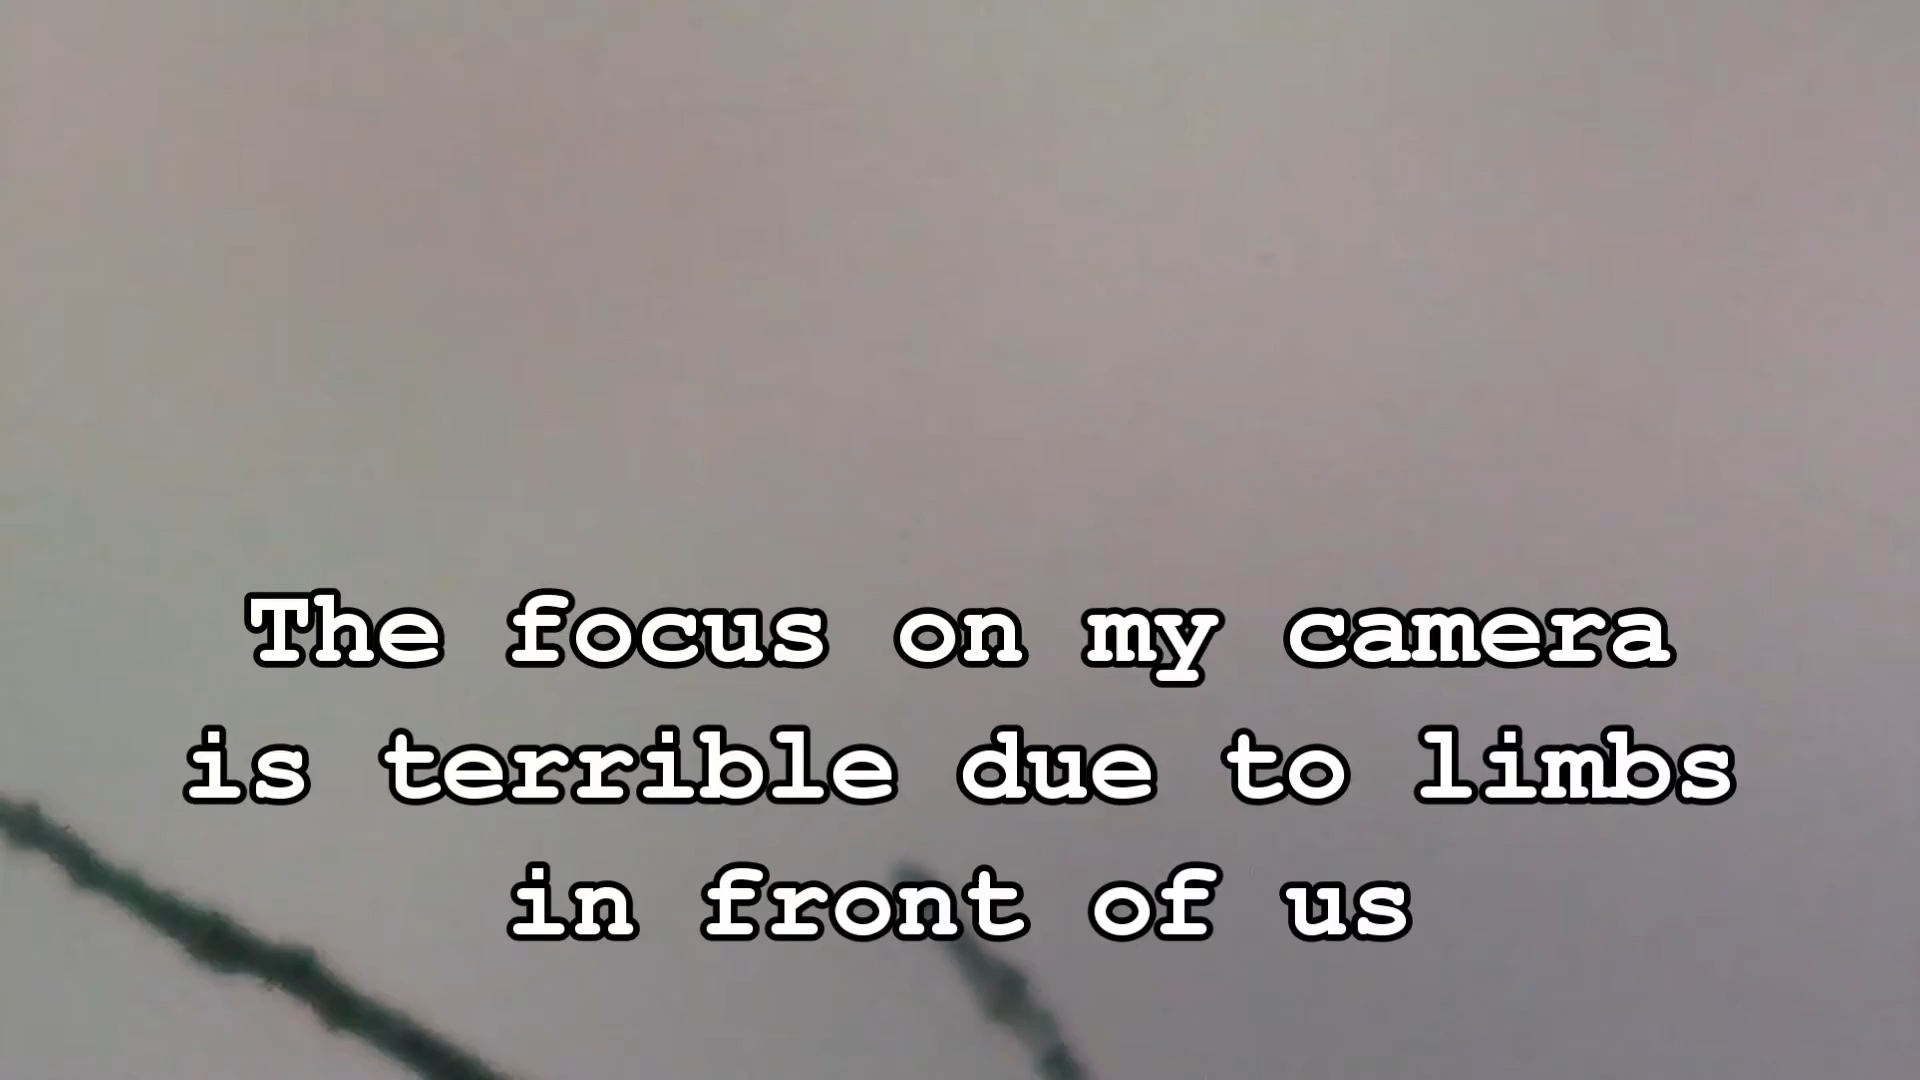 The focus on my camera
is terrible due to limbs
in front of us